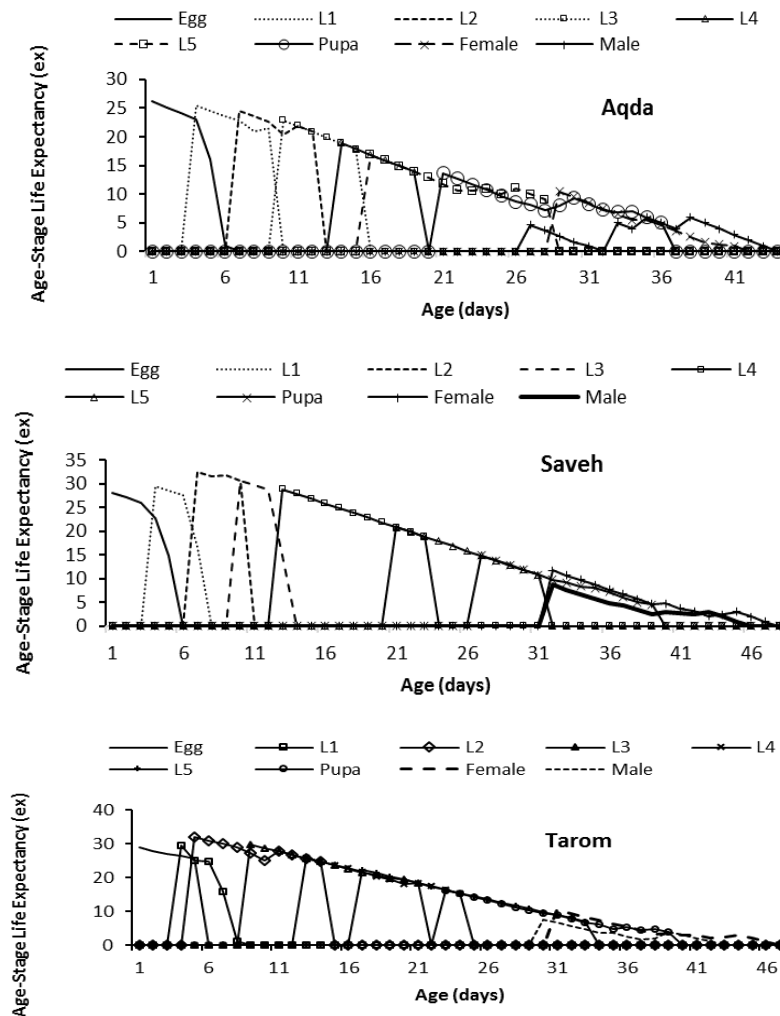 Egg L1 L2 L3 L4
L5 Pupa Female Male
Age-Stage Life Expectancy (ex)
30
25
20
15
10
5
0
Aqda
1 6 11 16 21 26 31 36 41
Age (days)
Egg L1 L2 L3 L4
L5 Pupa Female Male
Age-Stage Life Expectancy (ex)
35
30
25
20
15
10
5
0
Saveh
1 6 11 16 21 26 31 36 41 46
Age (days)
Egg L1 L2 L3 L4
L5 Pupa Female Male
Age-Stage Life Expectancy (ex)
40
30
20
10
0
Tarom
1 6 11 16 21 26 31 36 41 46
Age (days)